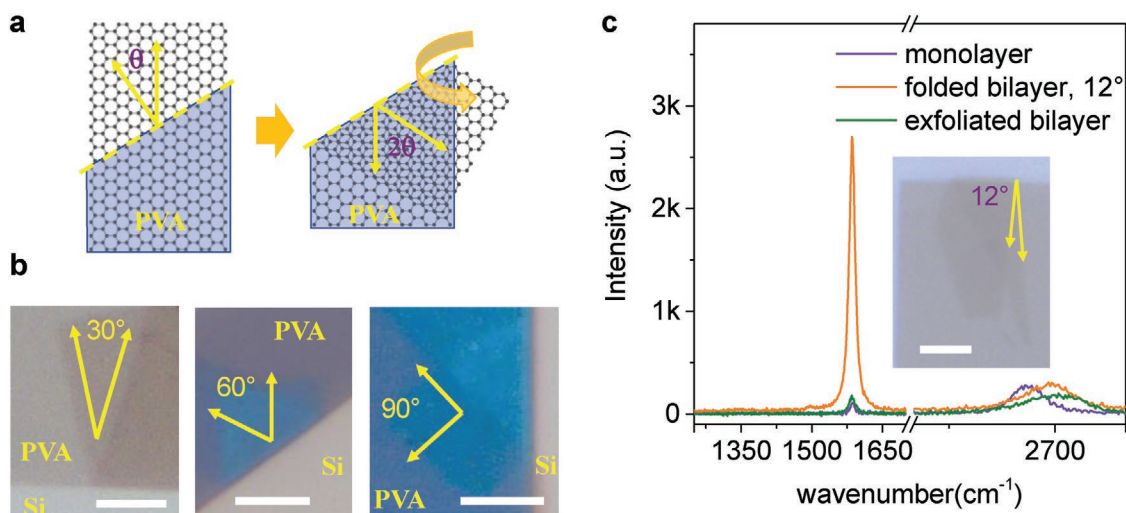 a
θ
PVA
2θ
PVA
b
30°
PVA
Si
PVA
60°
Si
90°
Si
PVA
c
monolayer
folded bilayer, 12°
exfoliated bilayer
12°
Intensity (a.u.)
3k
2k
1k
0
1350
1500
1650
2700
wavenumber(cm⁻¹)